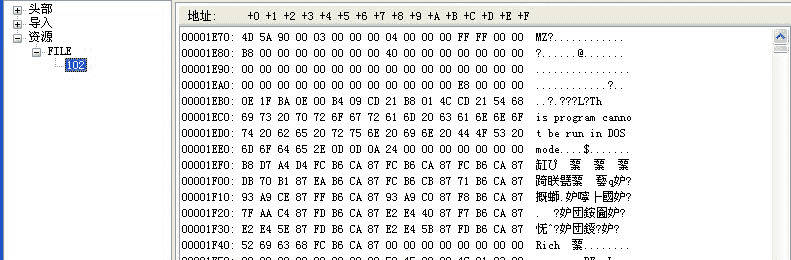 头部
导入
资源
FILE
102
地址: +0 +1 +2 +3 +4 +5 +6 +7 +8 +9 +A +B +C +D +E +F
00001E70: 4D 5A 90 00 03 00 00 00 04 00 00 00 FF FF 00 00 MZ?............
00001E80: B8 00 00 00 00 00 00 00 40 00 00 00 00 00 00 00 ?......@.......
00001E90: 00 00 00 00 00 00 00 00 00 00 00 00 00 00 00 00 ................
00001EA0: 00 00 00 00 00 00 00 00 00 00 00 00 E8 00 00 00 ............?..
00001EB0: 0E 1F BA 0E 00 B4 09 CD 21 B8 01 4C CD 21 54 68 ..?.???L?Th
00001EC0: 69 73 20 70 72 6F 67 72 61 6D 20 63 61 6E 6E 6F is program canno
00001ED0: 74 20 62 65 20 72 75 6E 20 69 6E 20 44 4F 53 20 t be run in DOS
00001EE0: 6D 6F 64 65 2E 0D 0D 0A 24 00 00 00 00 00 00 00 mode....$.......
00001EF0: B8 D7 A4 D4 FC B6 CA 87 FC B6 CA 87 FC B6 CA 87
00001F00: DB 70 B1 87 EA B6 CA 87 FC B6 CB 87 71 B6 CA 87
00001F10: 93 A9 CE 87 FF B6 CA 87 93 A9 C0 87 F8 B6 CA 87
00001F20: 7F AA C4 87 FD B6 CA 87 E2 E4 40 87 F7 B6 CA 87
00001F30: E2 E4 5E 87 FD B6 CA 87 E2 E4 5B 87 FD B6 CA 87
00001F40: 52 69 63 68 FC B6 CA 87 00 00 00 00 00 00 00 00 Rich